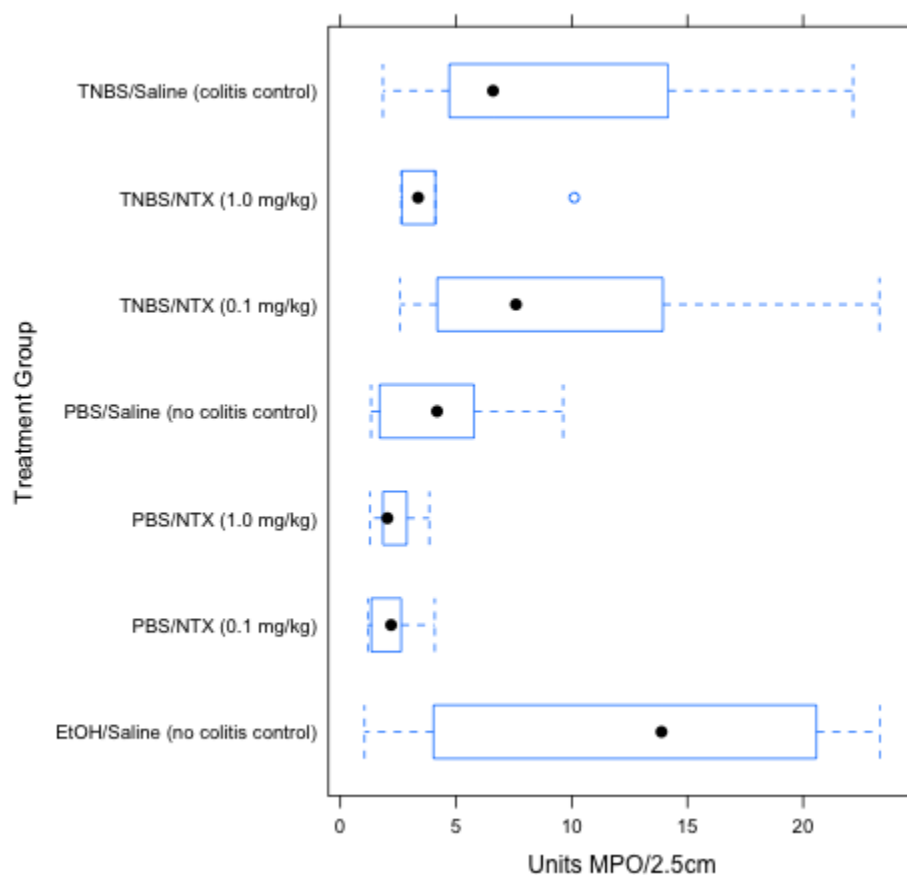 TNBS/Saline (colitis control)
TNBS/NTX (1.0 mg/kg)
TNBS/NTX (0.1 mg/kg)
PBS/Saline (no colitis control)
PBS/NTX (1.0 mg/kg)
PBS/NTX (0.1 mg/kg)
EtOH/Saline (no colitis control)
Treatment Group
0 5 10 15 20
Units MPO/2.5cm